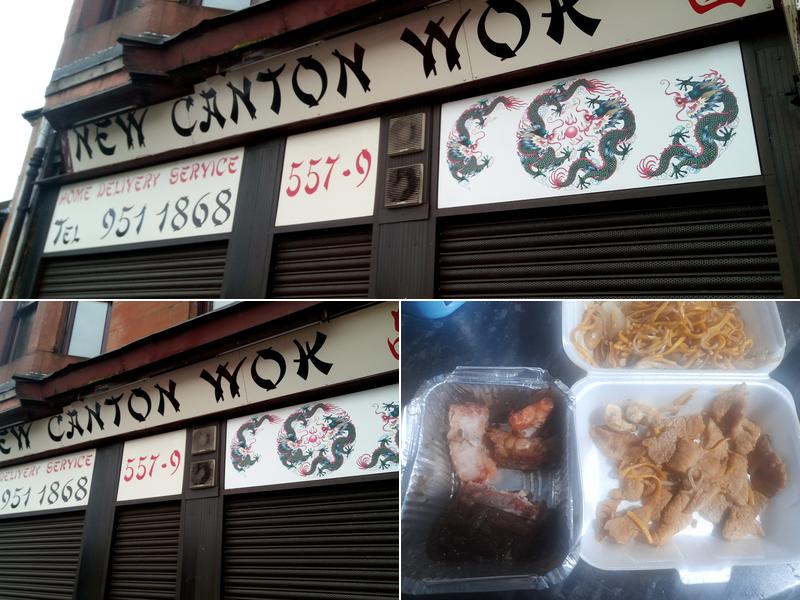 NEW CANTON WOK
HOME DELIVERY SERVICE
TEL 951 1868
557-9
NEW CANTON WOK
DELIVERY SERVICE
951 1868
557-9